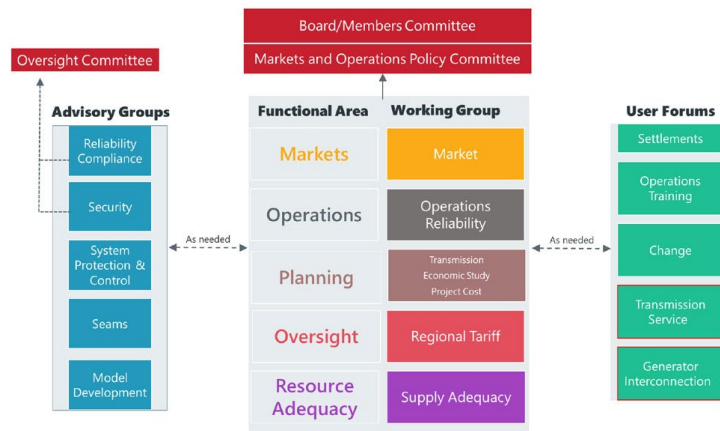 Board/Members Committee
Oversight Committee
Markets and Operations Policy Committee
Advisory Groups
Reliability
Compliance
Security
System
Protection &
Control
Seams
Model
Development
As needed
Functional Area
Working Group
Markets
Market
Operations
Operations
Reliability
Planning
Transmission
Economic Study
Project Cost
Oversight
Regional Tariff
Resource
Adequacy
Supply Adequacy
As needed
User Forums
Settlements
Operations
Training
Change
Transmission
Service
Generator
Interconnection